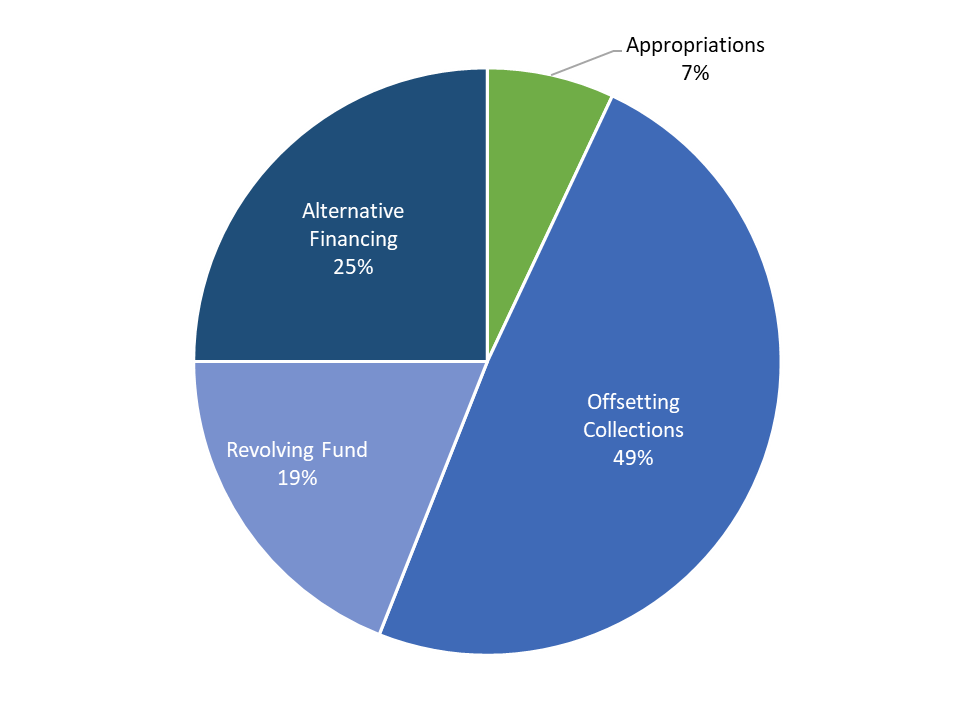 Appropriations
7%
Alternative
Financing
25%
Offsetting
Collections
49%
Revolving Fund
19%